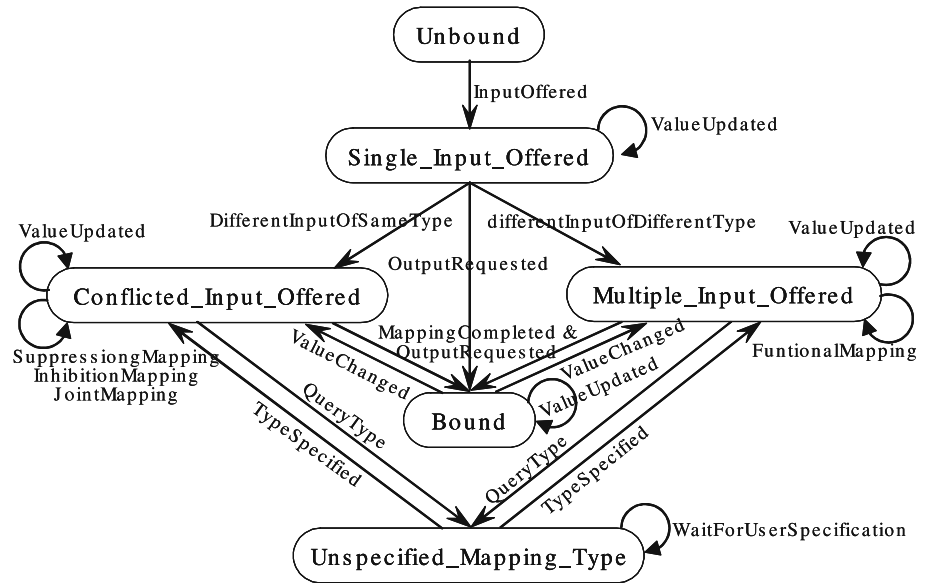 Unbound
InputOffered
ValueUpdated
Single_Input_Offered
DifferentInputOfSameType
differentInputOfDifferentType
ValueUpdated
ValueUpdated
OutputRequested
Conflicted_Input_Offered
Multiple_Input_Offered
MappingCompleted &
OutputRequested
ValueChanged
ValueChanged
SuppressiongMapping
InhibitionMapping
JointMapping
FuntionalMapping
ValueUpdated
Bound
QueryType
TypeSpecified
QueryType
TypeSpecified
WaitForUserSpecification
Unspecified_Mapping_Type